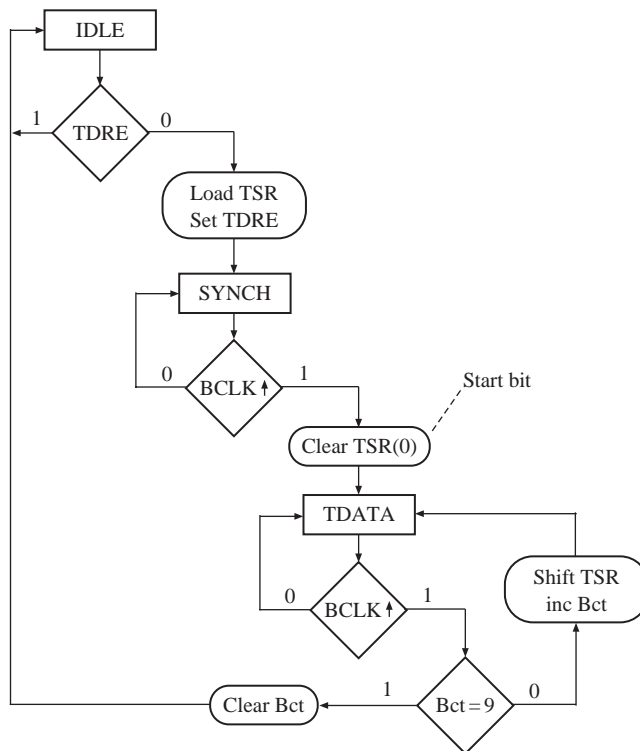 IDLE
1
0
TDRE
Load TSR
Set TDRE
SYNCH
0
1
BCLK
Start bit
Clear TSR(0)
TDATA
0
1
BCLK
Shift TSR
inc Bct
Clear Bct
1
Bct = 9
0